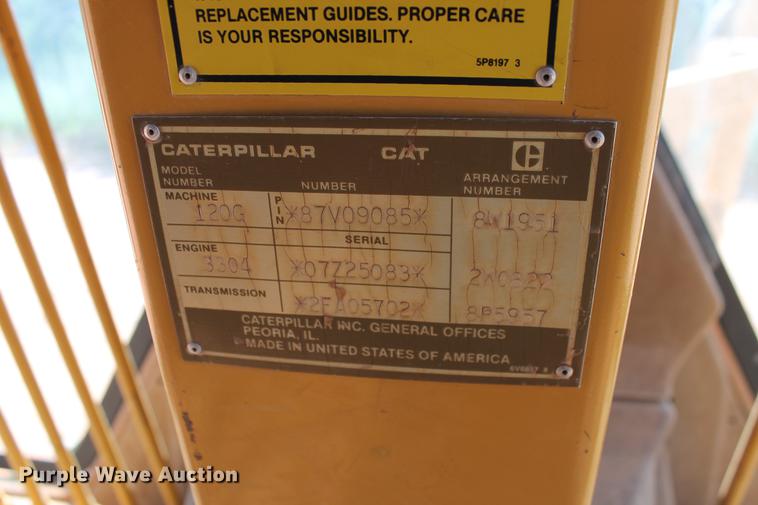 REPLACEMENT GUIDES. PROPER CARE
IS YOUR RESPONSIBILITY.
5P8197 3
CATERPILLAR CAT C
MODEL NUMBER NUMBER ARRANGEMENT NUMBER
MACHINE 120G PIN *87V09085* 8W1951
SERIAL
ENGINE 3304 *07Z25083*
TRANSMISSION *2FA05702* 8P5957
CATERPILLAR INC. GENERAL OFFICES
PEORIA, IL.
MADE IN UNITED STATES OF AMERICA
Purple Wave Auction